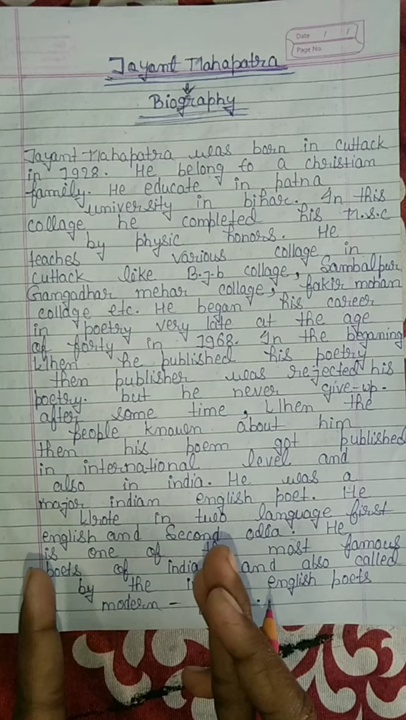 Date / /
Page No.
Jayant Mahapatra
Biography
Jayant Mahapatra was born in cuttack
in 1928. He belong to a christian
family. He educate in patna
university in bihar. In this
collage he completed his M.S.C
by physic honors. He
teaches various collage in
cuttack like B.J.b collage, Sambalpur
Gangadhar mehar collage, fakir moham
collage etc. He began his career
in poetry very late at the age
of forty in 1968. In the beganing
When he published his poetry
then publisher was rejected his
poetry. but he never give-up.
after some time, When the
people knowen about him
then his poem got published
in international level and
also in india. He was a
major indian english poet. He
Wrote in two language first
english and Second odia. He
is one of most famous
poets of india and also called
by the english poets
modern -